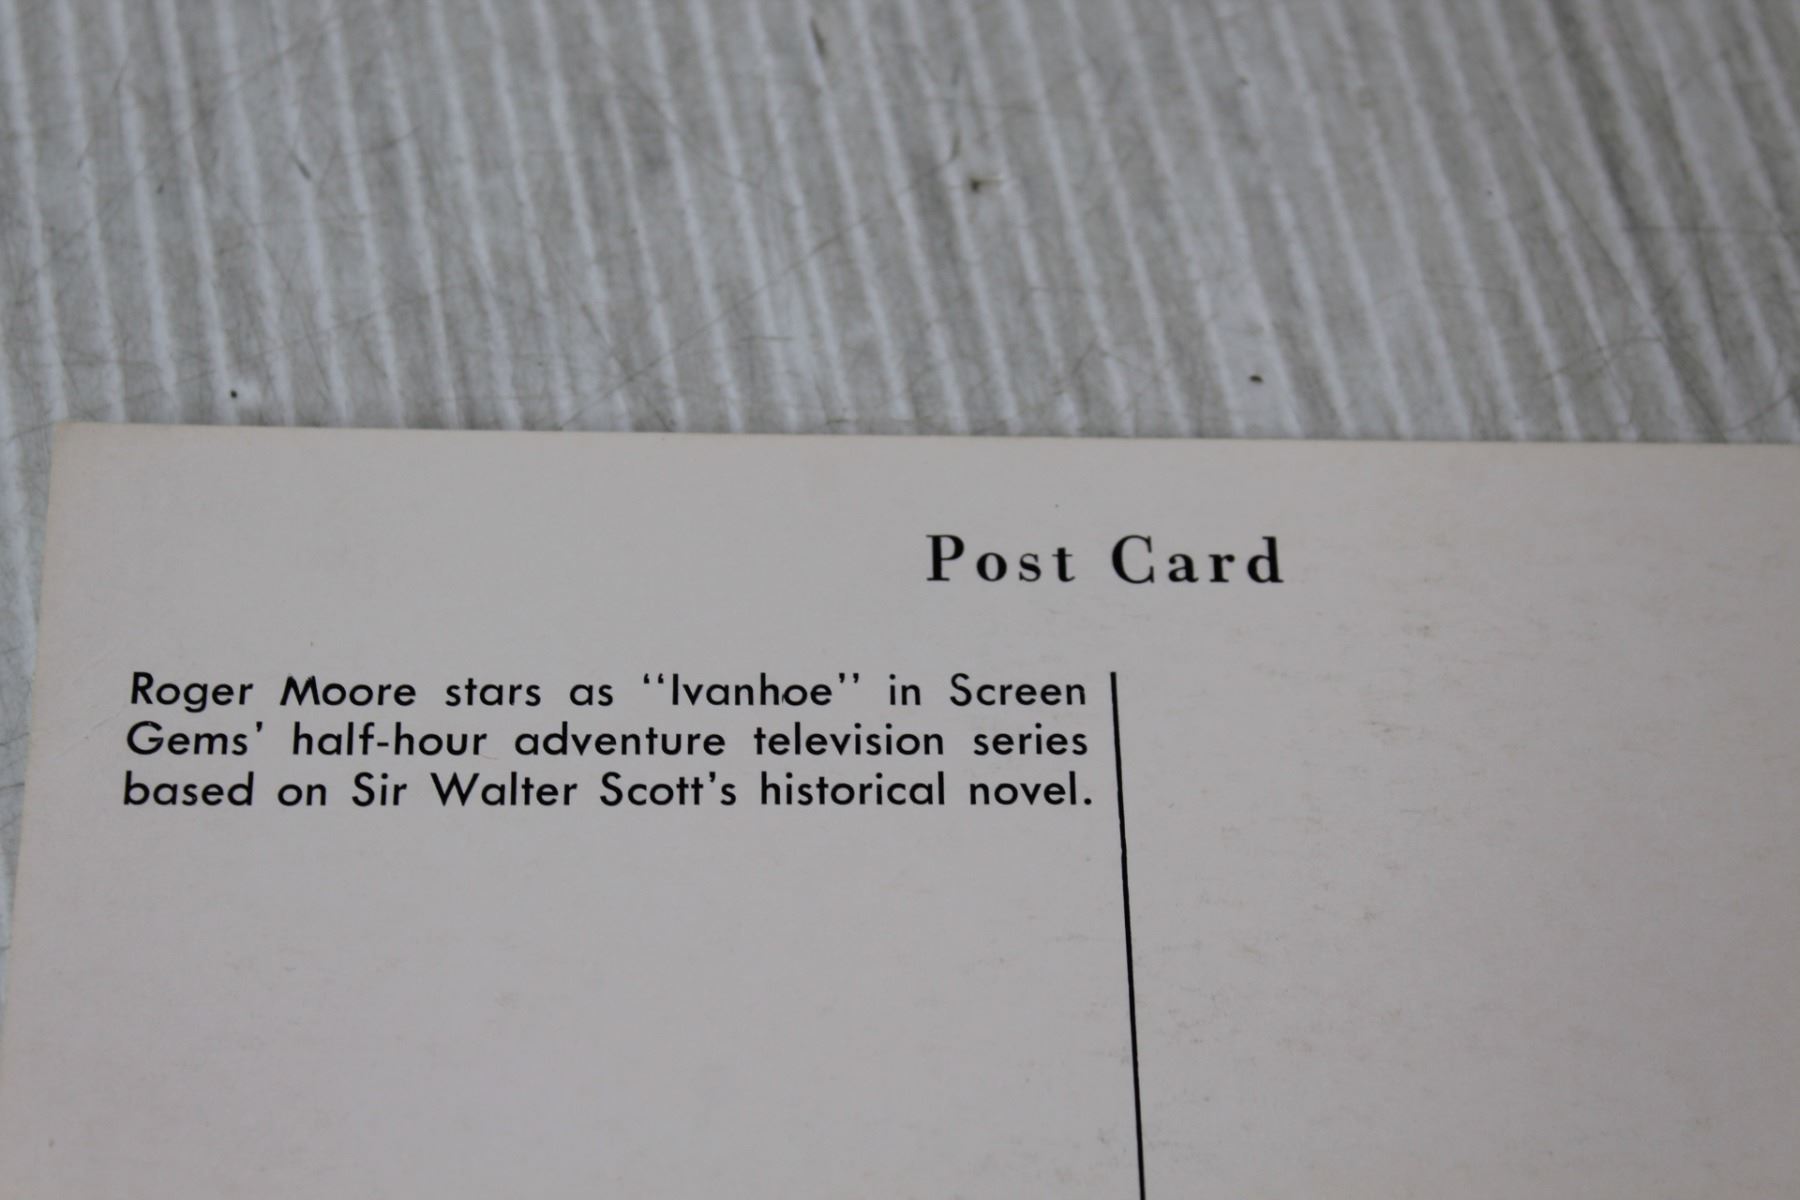 Post Card
Roger Moore stars as “Ivanhoe” in Screen
Gems’ half-hour adventure television series
based on Sir Walter Scott’s historical novel.